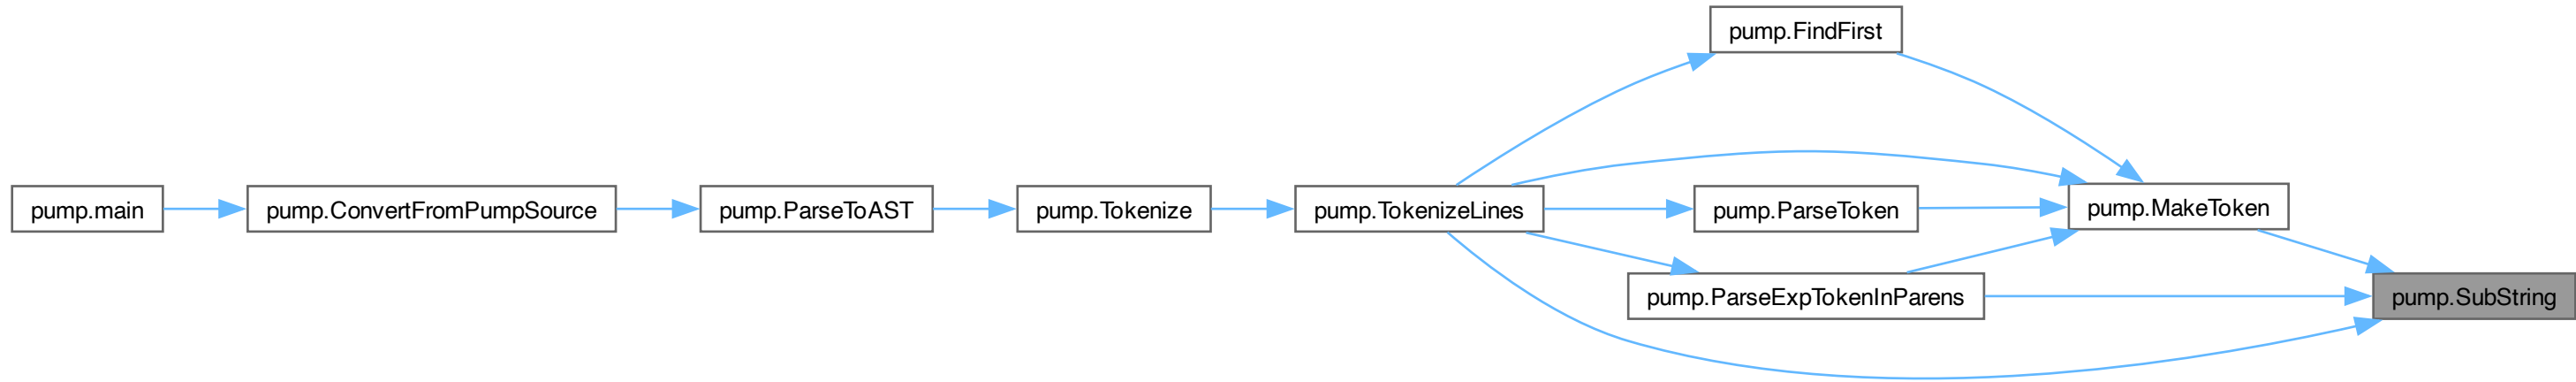 pump.FindFirst
pump.main
pump.ConvertFromPumpSource
pump.ParseToAST
pump.Tokenize
pump.TokenizeLines
pump.ParseToken
pump.MakeToken
pump.ParseExpTokenInParens
pump.SubString